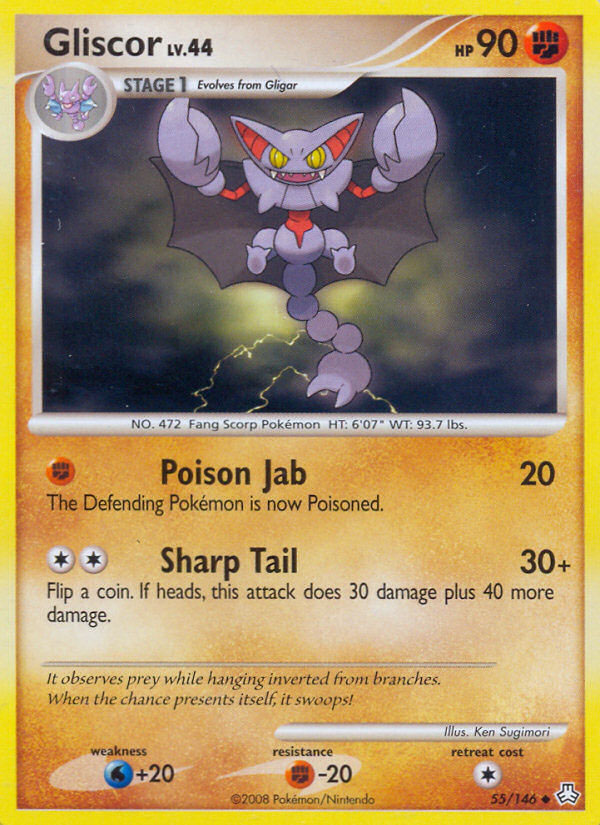 Gliscor LV.44
HP 90
STAGE 1 Evolves from Gligar
NO. 472 Fang Scorp Pokémon HT: 6'07" WT: 93.7 lbs.
Poison Jab 20
The Defending Pokémon is now Poisoned.
Sharp Tail 30+
Flip a coin. If heads, this attack does 30 damage plus 40 more
damage.
It observes prey while hanging inverted from branches.
When the chance presents itself, it swoops!
Illus. Ken Sugimori
weakness resistance retreat cost
+20 -20
©2008 Pokémon/Nintendo
55/146